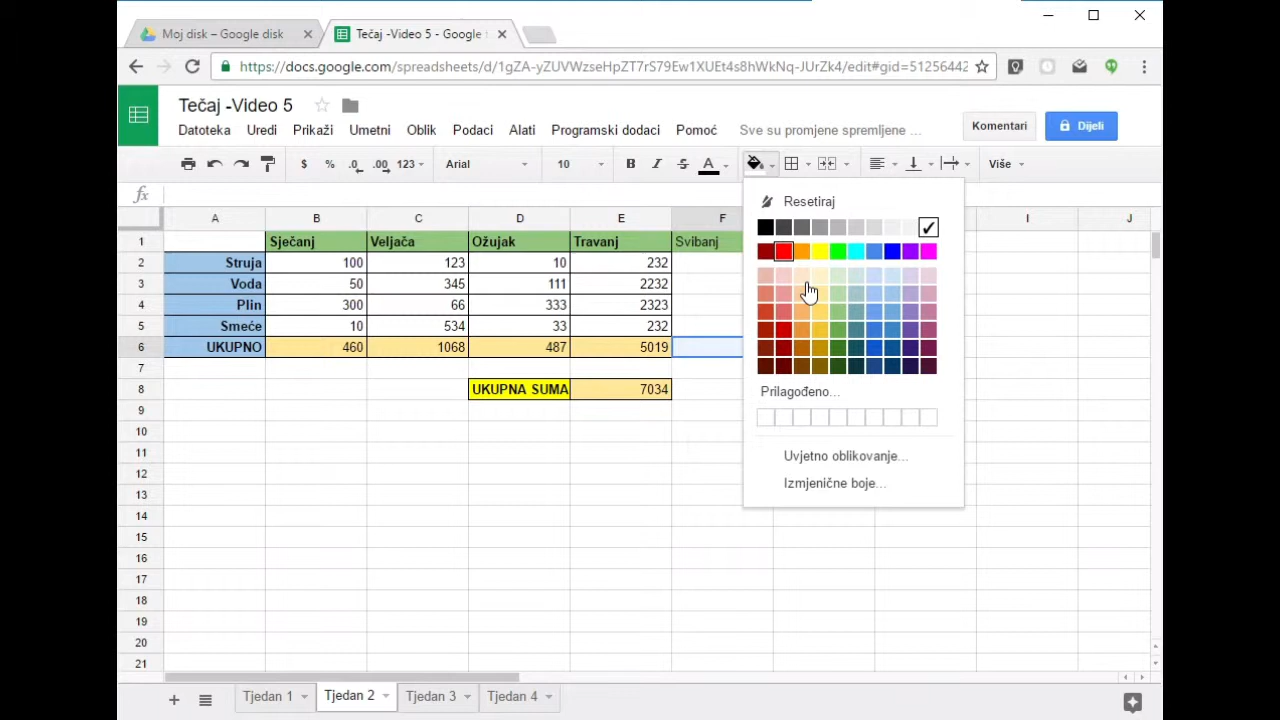 Moj disk – Google disk
Tečaj -Video 5 - Google
https://docs.google.com/spreadsheets/d/1gZA-yZUVWzseHpZT7rS79Ew1XUEt4s8hWkNq-JUrZk4/edit#gid=51256442
Tečaj -Video 5
Datoteka Uredi Prikaži Umetni Oblik Podaci Alati Programski dodaci Pomoć Sve su promjene spremljene ...
Komentari Dijeli
$ % .0 .00 123 Arial 10 B I S A Više
fx
A B C D E F I J
1 Sječanj Veljača Ožujak Travanj Svibanj
2 Struja 100 123 10 232
3 Voda 50 345 111 2232
4 Plin 300 66 333 2323
5 Smeće 10 534 33 232
6 UKUPNO 460 1068 487 5019
7
8 UKUPNA SUMA 7034
9
10
11
12
13
14
15
16
17
18
19
20
21
Resetiraj
Prilagođeno...
Uvjetno oblikovanje...
Izmjenične boje...
Tjedan 1 Tjedan 2 Tjedan 3 Tjedan 4